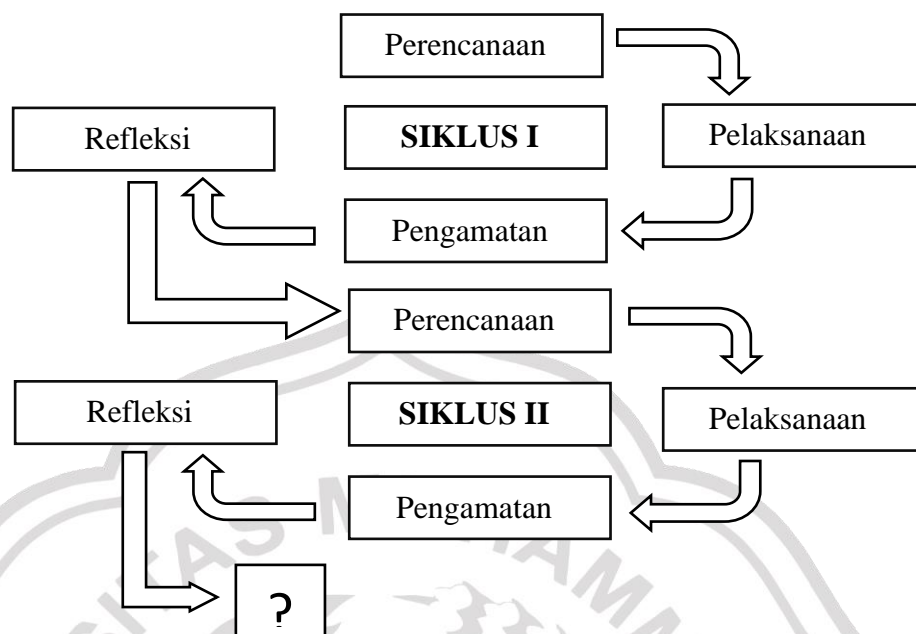 Perencanaan
Refleksi
SIKLUS I
Pelaksanaan
Pengamatan
Perencanaan
Refleksi
SIKLUS II
Pelaksanaan
Pengamatan
?